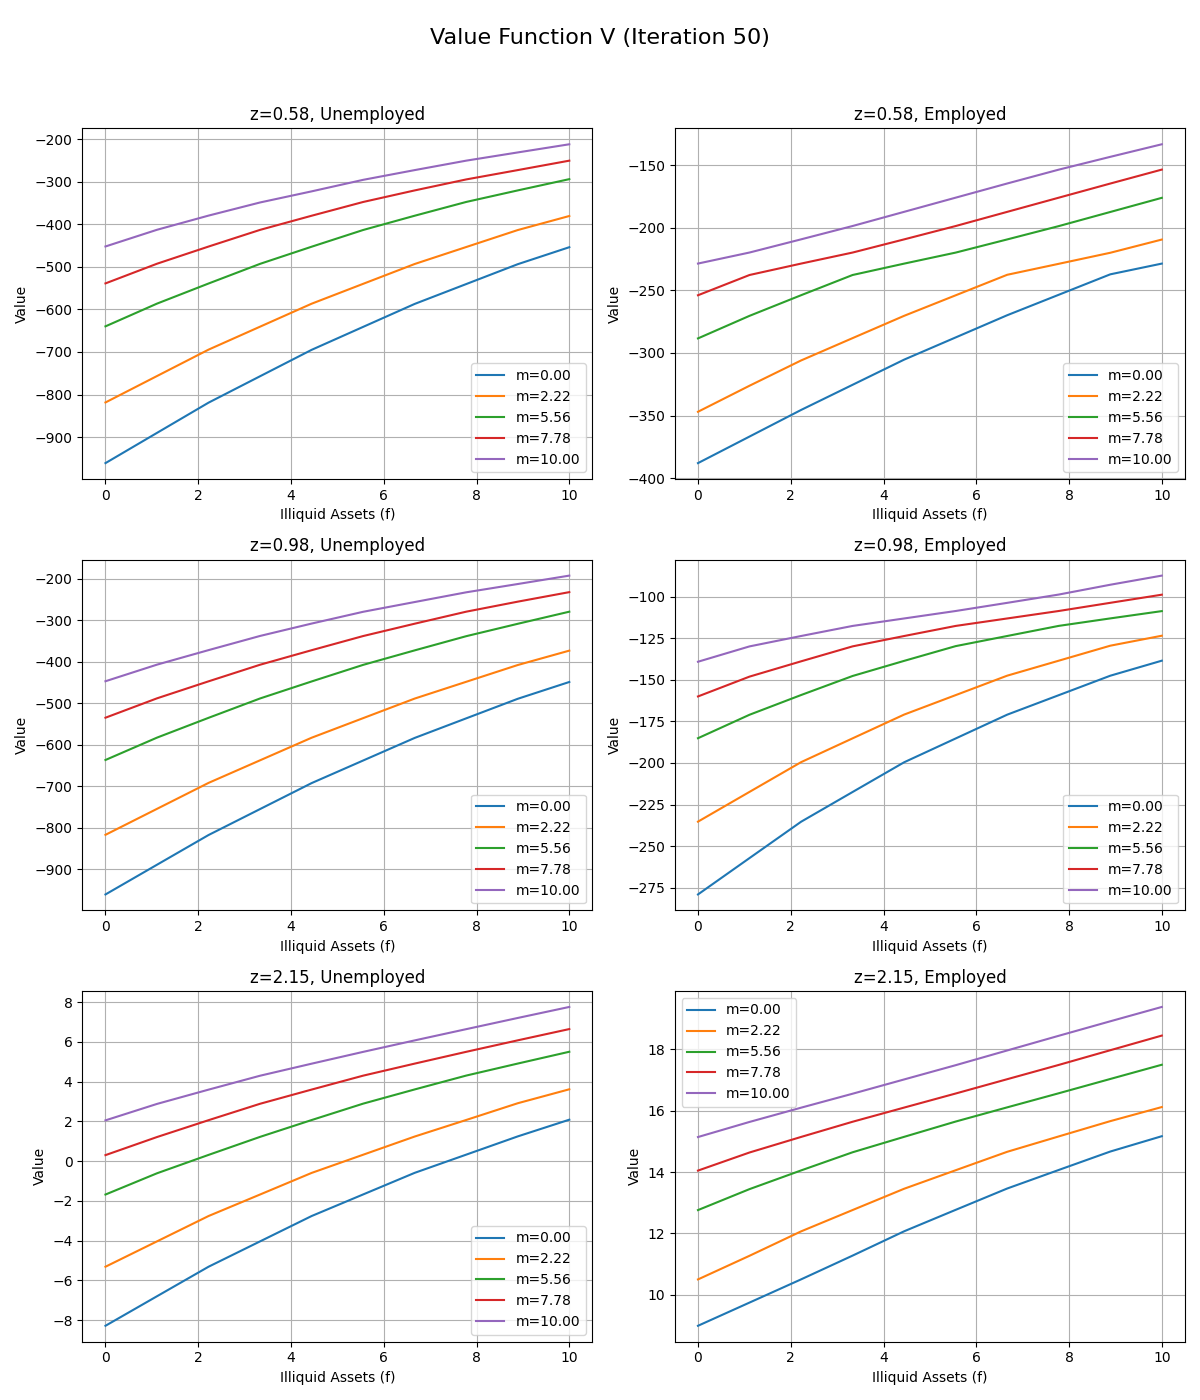 Value Function V (Iteration 50)
z=0.58, Unemployed
−200
−300
−400
−500
−600
−700
−800
−900
Value
0 2 4 6 8 10
Illiquid Assets (f)
m=0.00
m=2.22
m=5.56
m=7.78
m=10.00
z=0.58, Employed
−150
−200
−250
−300
−350
−400
Value
0 2 4 6 8 10
Illiquid Assets (f)
m=0.00
m=2.22
m=5.56
m=7.78
m=10.00
z=0.98, Unemployed
−200
−300
−400
−500
−600
−700
−800
−900
Value
0 2 4 6 8 10
Illiquid Assets (f)
m=0.00
m=2.22
m=5.56
m=7.78
m=10.00
z=0.98, Employed
−100
−125
−150
−175
−200
−225
−250
−275
Value
0 2 4 6 8 10
Illiquid Assets (f)
m=0.00
m=2.22
m=5.56
m=7.78
m=10.00
z=2.15, Unemployed
8
6
4
2
0
−2
−4
−6
−8
Value
0 2 4 6 8 10
Illiquid Assets (f)
m=0.00
m=2.22
m=5.56
m=7.78
m=10.00
z=2.15, Employed
18
16
14
12
10
Value
0 2 4 6 8 10
Illiquid Assets (f)
m=0.00
m=2.22
m=5.56
m=7.78
m=10.00